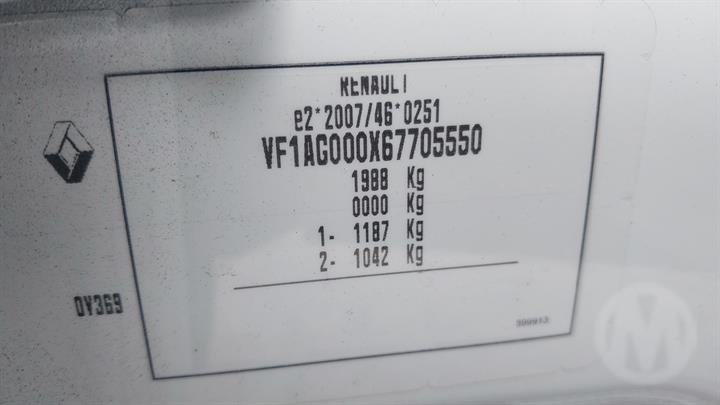 RENAULT
e2*2007/46*0251
VF1AG000X67705550
1988 Kg
0000 Kg
1- 1187 Kg
2- 1042 Kg
OV369
M